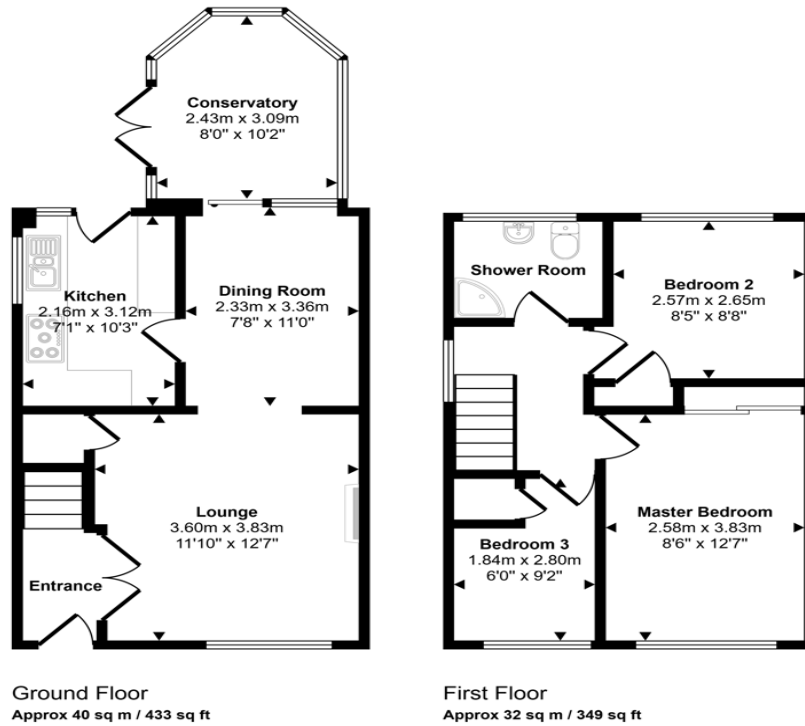 Conservatory
2.43m x 3.09m
8'0" x 10'2"
Kitchen
2.16m x 3.12m
7'1" x 10'3"
Dining Room
2.33m x 3.36m
7'8" x 11'0"
Lounge
3.60m x 3.83m
11'10" x 12'7"
Entrance
Ground Floor
Approx 40 sq m / 433 sq ft
Shower Room
Bedroom 2
2.57m x 2.65m
8'5" x 8'8"
Master Bedroom
2.58m x 3.83m
8'6" x 12'7"
Bedroom 3
1.84m x 2.80m
6'0" x 9'2"
First Floor
Approx 32 sq m / 349 sq ft